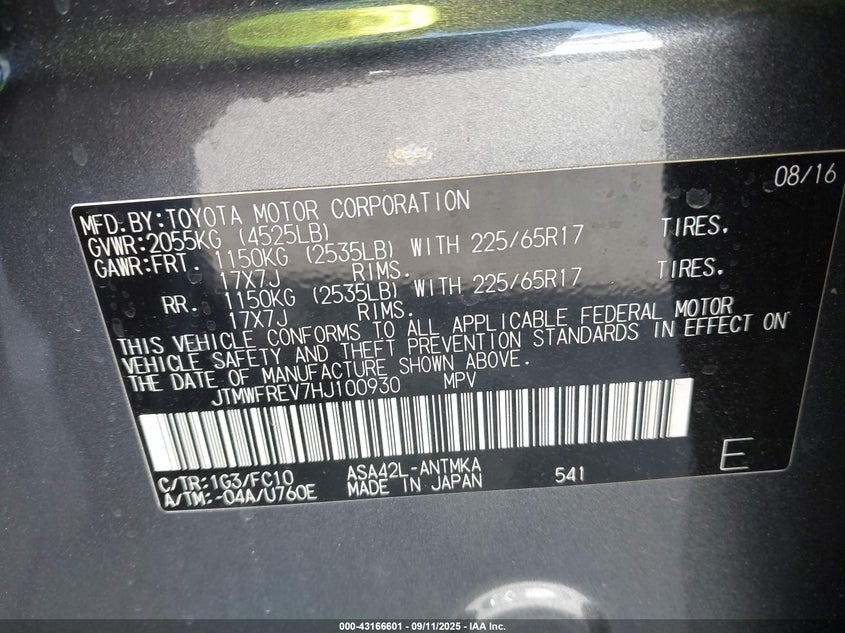 08/16
MFD.BY:TOYOTA MOTOR CORPORATION
GVWR:2055KG (4525LB)
GAWR:FRT. 1150KG (2535LB) WITH 225/65R17 TIRES.
17X7J RIMS.
RR. 1150KG (2535LB) WITH 225/65R17 TIRES.
17X7J RIMS.
THIS VEHICLE CONFORMS TO ALL APPLICABLE FEDERAL MOTOR
VEHICLE SAFETY AND THEFT PREVENTION STANDARDS IN EFFECT ON
THE DATE OF MANUFACTURE SHOWN ABOVE.
JTMWFREV7HJ100930 MPV
C/TR:1G3/FC10 ASA42L-ANTMKA 541 E
A/TM:-04A/U760E MADE IN JAPAN
000-43166601 - 09/11/2025 - IAA Inc.